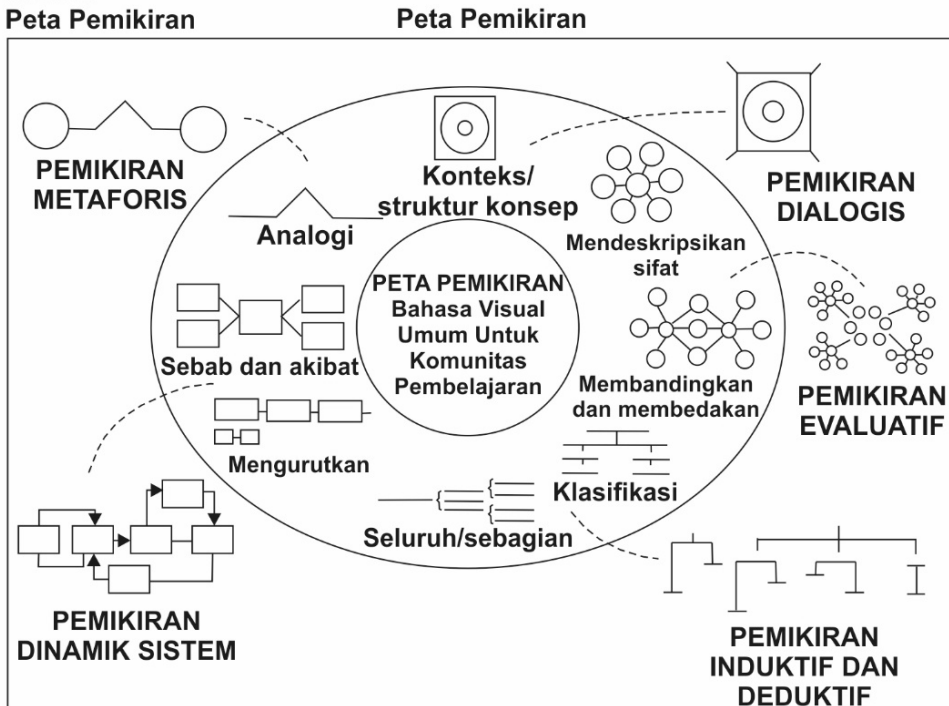 Peta Pemikiran
Peta Pemikiran
PEMIKIRAN
METAFORIS
Konteks/
struktur konsep
PEMIKIRAN
DIALOGIS
Analogi
Mendeskripsikan
sifat
PETA PEMIKIRAN
Bahasa Visual
Umum Untuk
Komunitas
Pembelajaran
Sebab dan akibat
Membandingkan
dan membedakan
PEMIKIRAN
EVALUATIF
Mengurutkan
Klasifikasi
Seluruh/sebagian
PEMIKIRAN
DINAMIK SISTEM
PEMIKIRAN
INDUKTIF DAN
DEDUKTIF